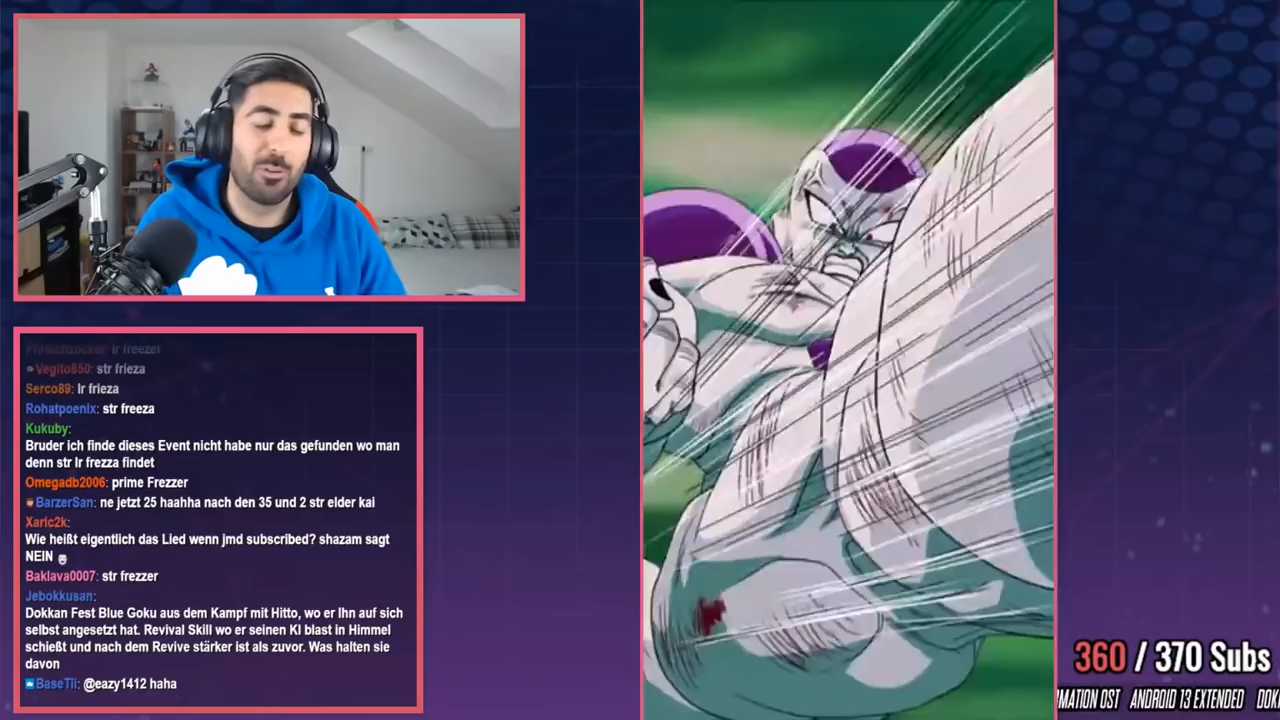 lr freezer
Vegito850: str frieza
Serco89: lr frieza
Rohatpoenix: str freeza
Kukuby:
Bruder ich finde dieses Event nicht habe nur das gefunden wo man
denn str lr frezza findet
Omegadb2006: prime Frezzer
BarzerSan: ne jetzt 25 haahha nach den 35 und 2 str elder kai
Xaric2k:
Wie heißt eigentlich das Lied wenn jmd subscribed? shazam sagt
NEIN
Baklava0007: str frezzer
Jebokkusan:
Dokkan Fest Blue Goku aus dem Kampf mit Hitto, wo er Ihn auf sich
selbst angesetzt hat. Revival Skill wo er seinen KI blast in Himmel
schießt und nach dem Revive stärker ist als zuvor. Was halten sie
davon
BaseTii: @eazy1412 haha
360 / 370 Subs
MATION OST ANDROID 13 EXTENDED DOK